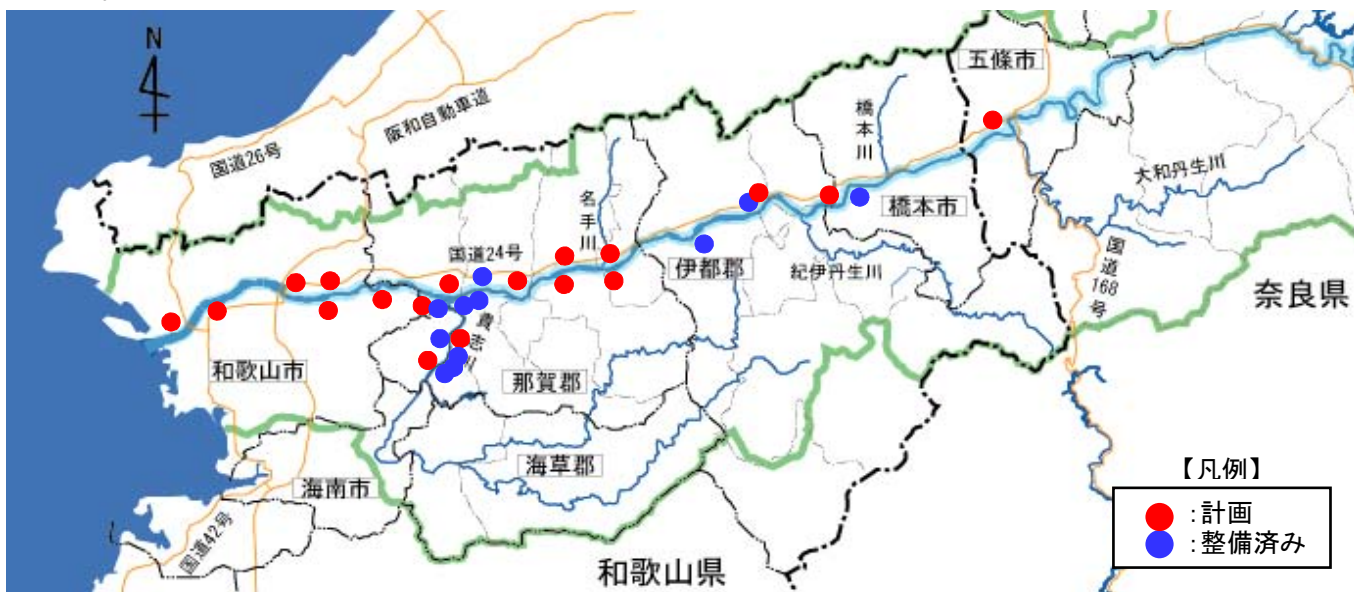 N
五條市
橋本川
阪和自動車道
国道26号
大和丹生川
名手川
橋本市
国道24号
伊都郡
紀伊丹生川
国道168号
奈良県
貴志川
和歌山市
那賀郡
海草郡
海南市
国道42号
和歌山県
【凡例】
:計画
:整備済み